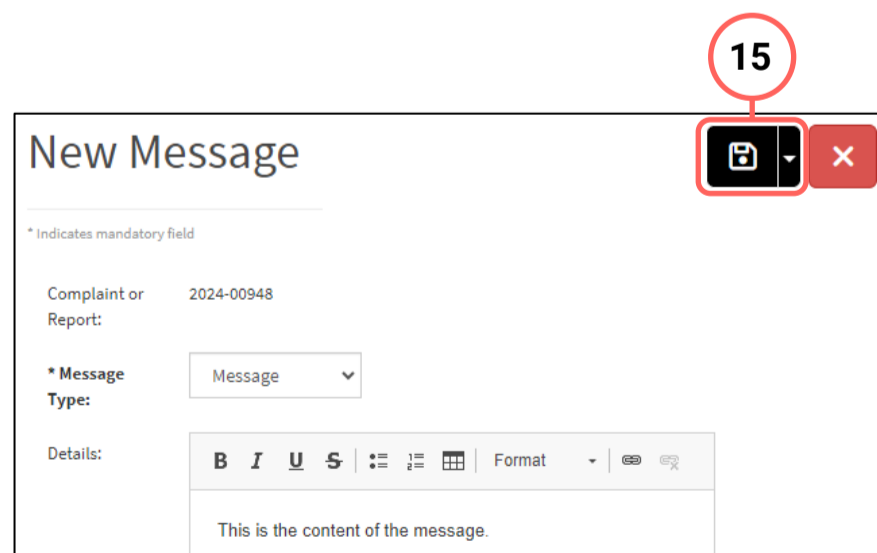 15
New Message
* Indicates mandatory field
Complaint or 2024-00948
Report:
* Message Message
Type:
Details:
B I U S Format
This is the content of the message.